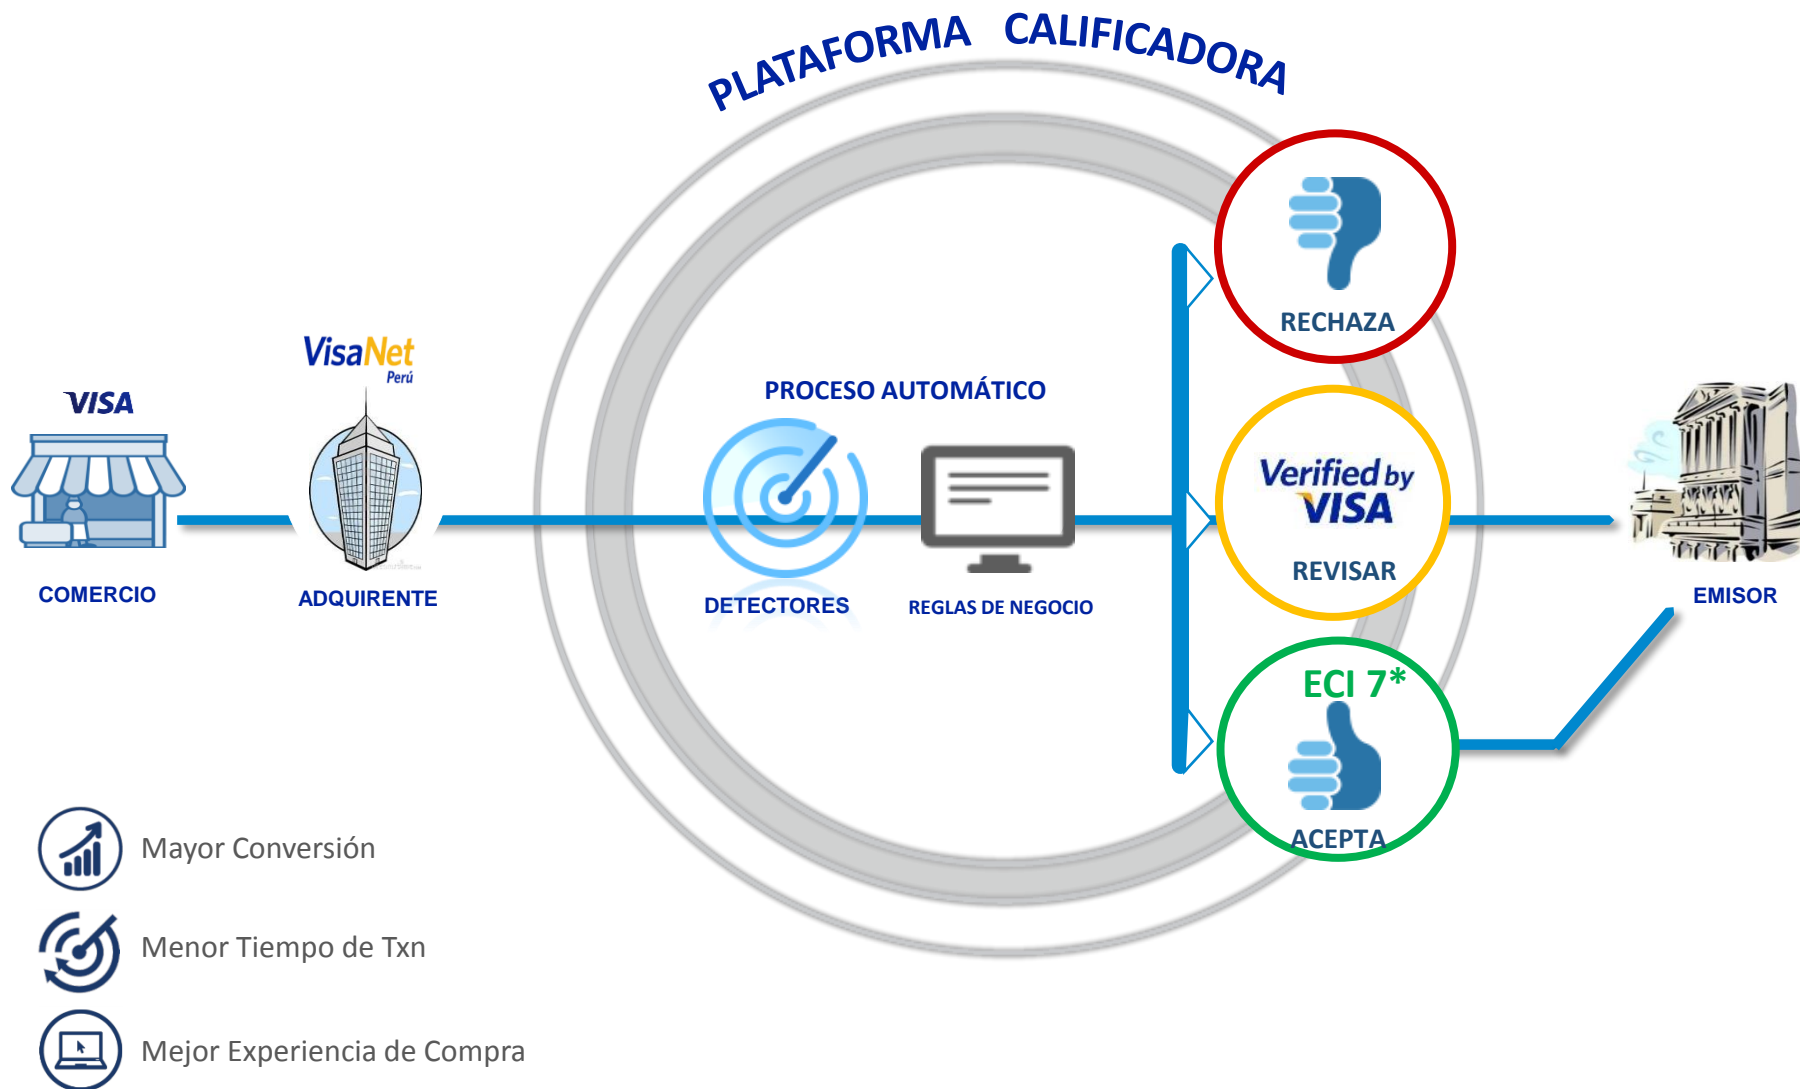 PLATAFORMA CALIFICADORA
RECHAZA
VisaNet
Perú
VISA
PROCESO AUTOMÁTICO
Verified by
VISA
REVISAR
COMERCIO
ADQUIRENTE
DETECTORES
REGLAS DE NEGOCIO
EMISOR
ECI 7*
ACEPTA
Mayor Conversión
Menor Tiempo de Txn
Mejor Experiencia de Compra